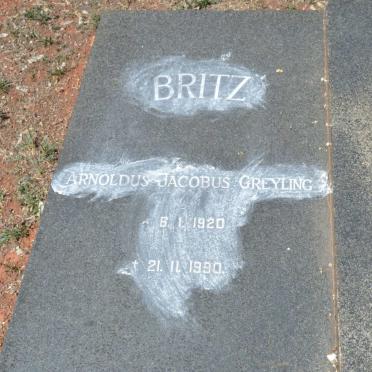 BRITZ
ARNOLDUS JACOBUS GREYLING
* 6.1.1920
† 21.11.1990.